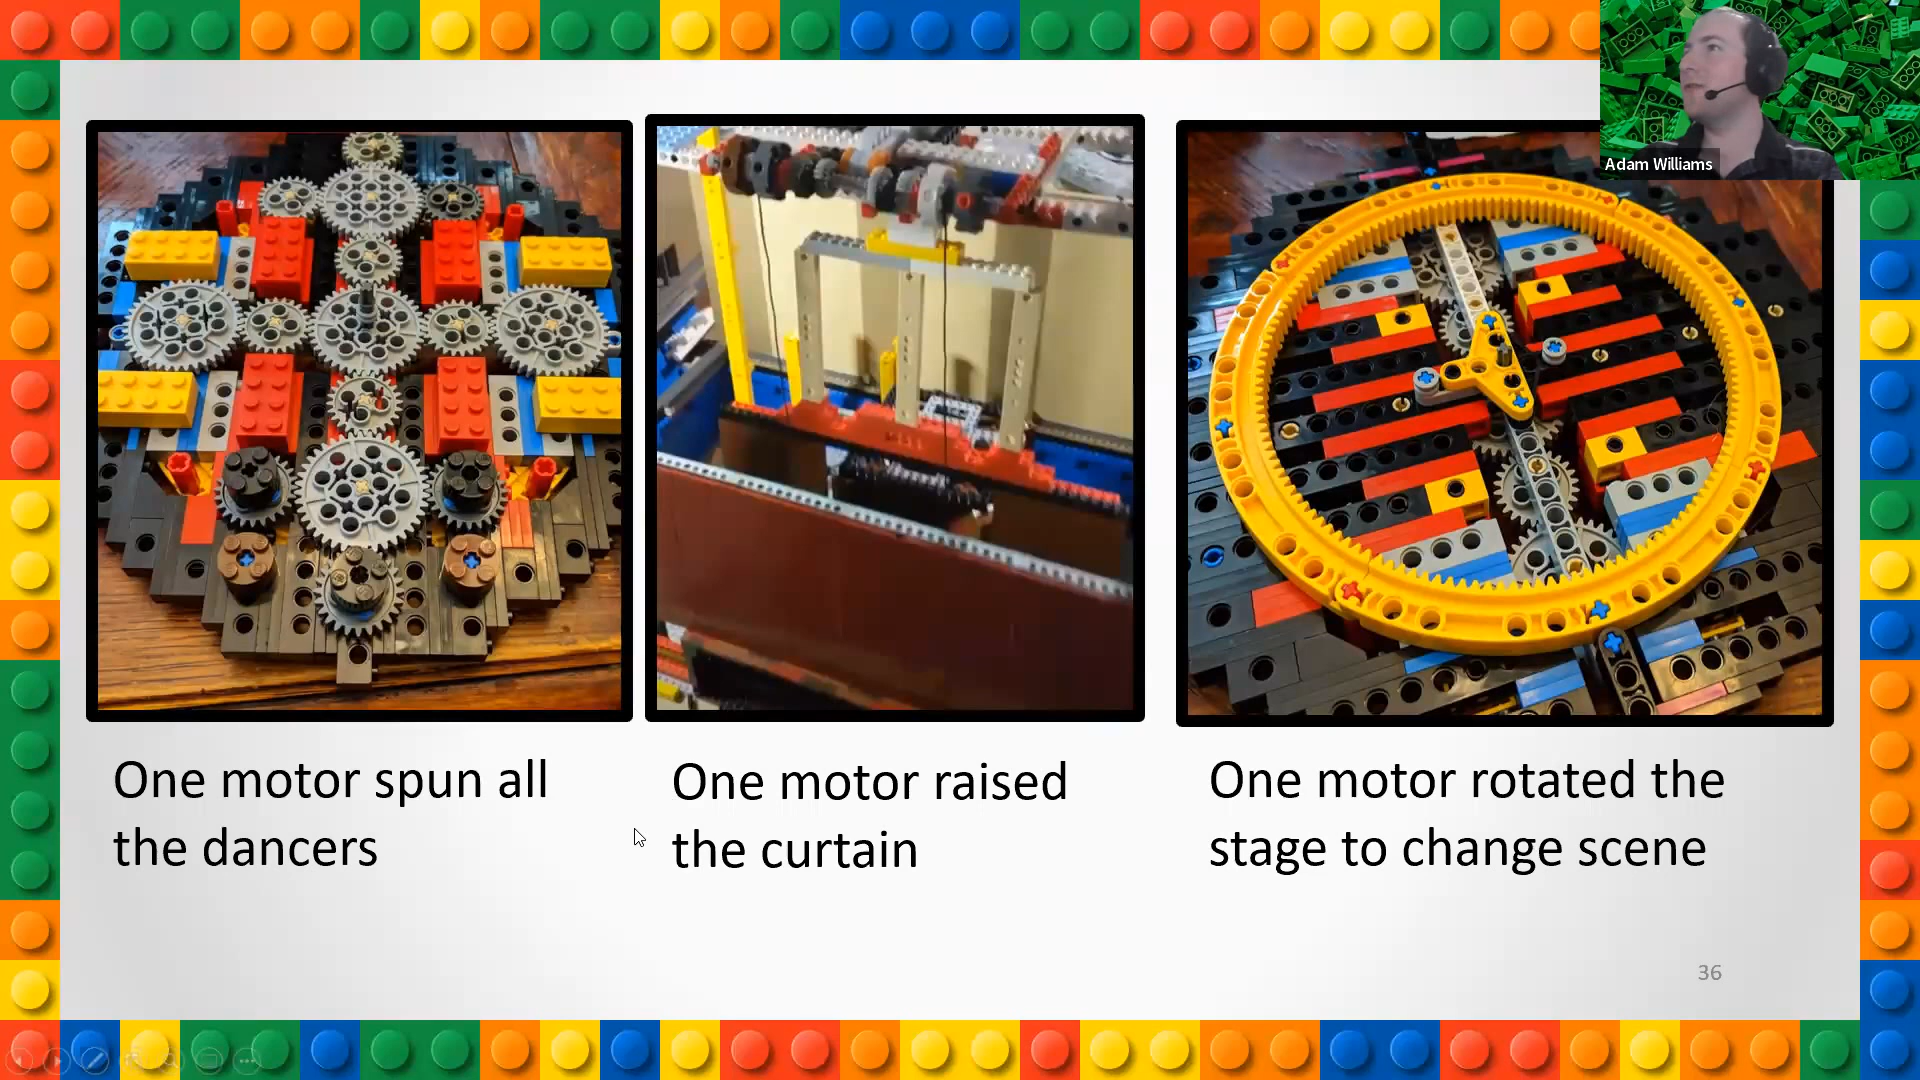 Adam Williams
One motor spun all
the dancers
One motor raised
the curtain
One motor rotated the
stage to change scene
36